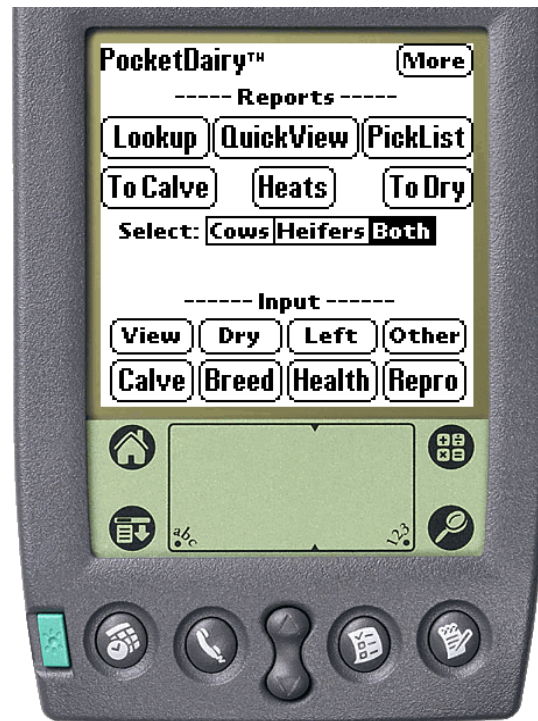 PocketDairy™ More
----- Reports -----
Lookup QuickView PickList
To Calve Heats To Dry
Select: Cows Heifers Both
------ Input ------
View Dry Left Other
Calve Breed Health Repro
abc 123